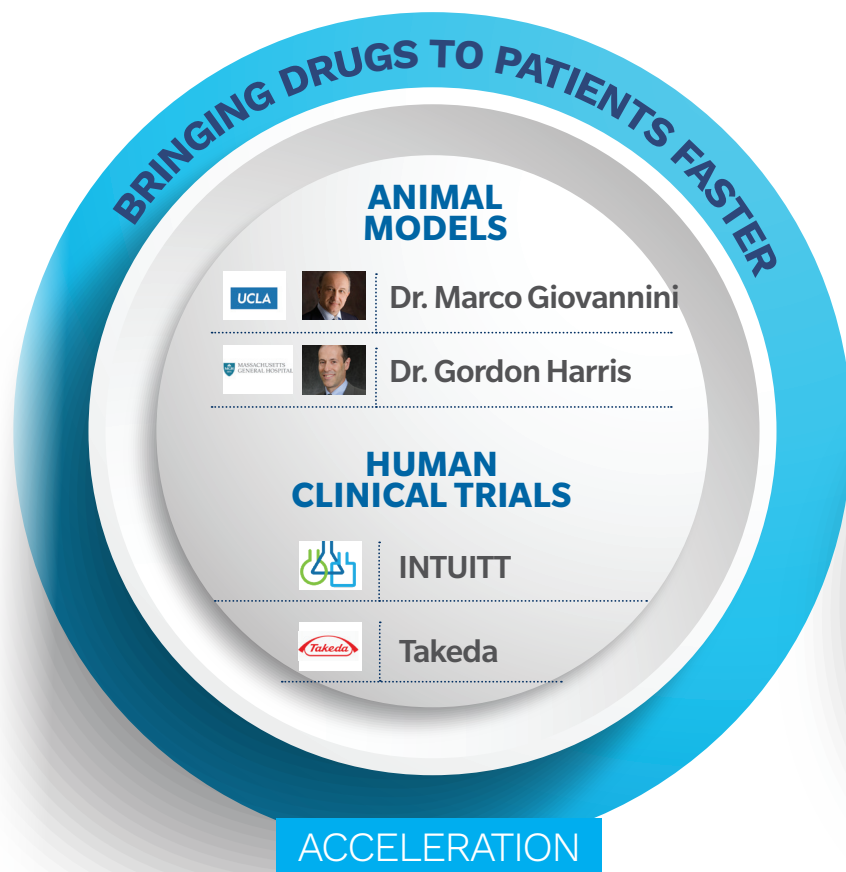 BRINGING DRUGS TO PATIENTS FASTER
ANIMAL
MODELS
UCLA
Dr. Marco Giovannini
MASSACHUSETTS
GENERAL HOSPITAL
Dr. Gordon Harris
HUMAN
CLINICAL TRIALS
INTUITT
Takeda
Takeda
ACCELERATION